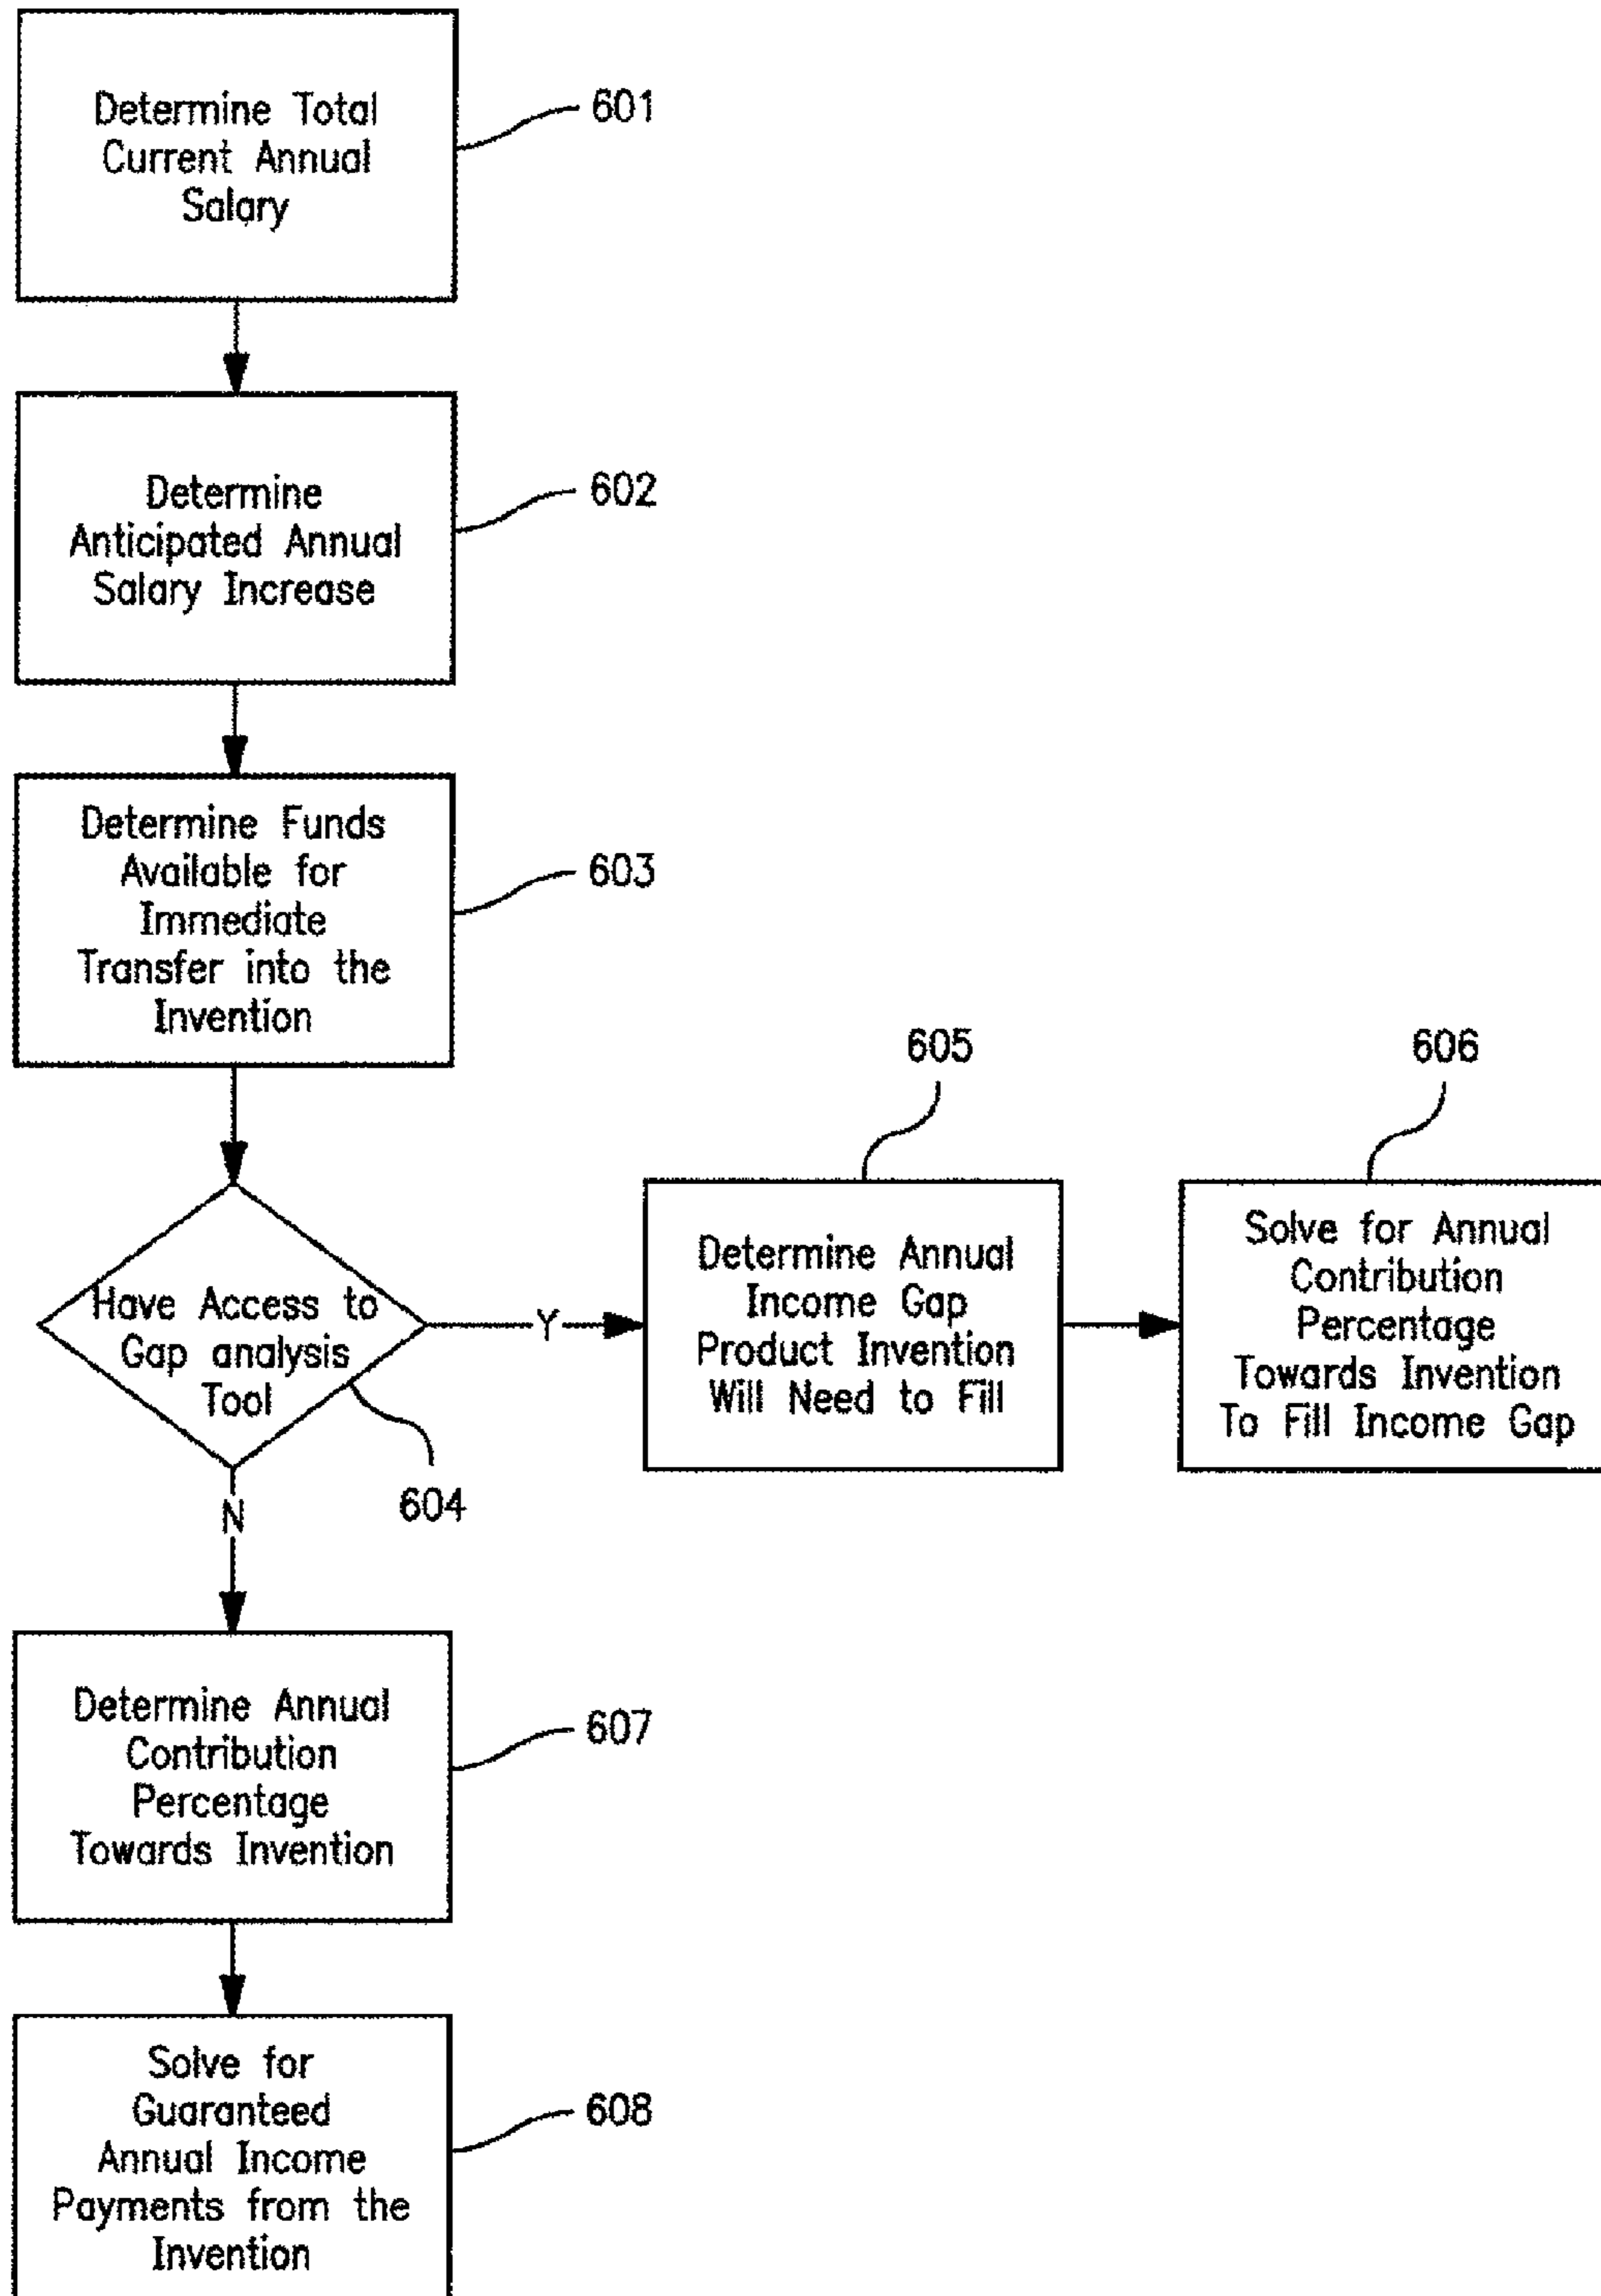 Determine Total
Current Annual
Salary
601
Determine
Anticipated Annual
Salary Increase
602
Determine Funds
Available for
Immediate
Transfer into the
Invention
603
Have Access to
Gap analysis
Tool
604
Y
605
Determine Annual
Income Gap
Product Invention
Will Need to Fill
606
Solve for Annual
Contribution
Percentage
Towards Invention
To Fill Income Gap
N
Determine Annual
Contribution
Percentage
Towards Invention
607
Solve for
Guaranteed
Annual Income
Payments from the
Invention
608